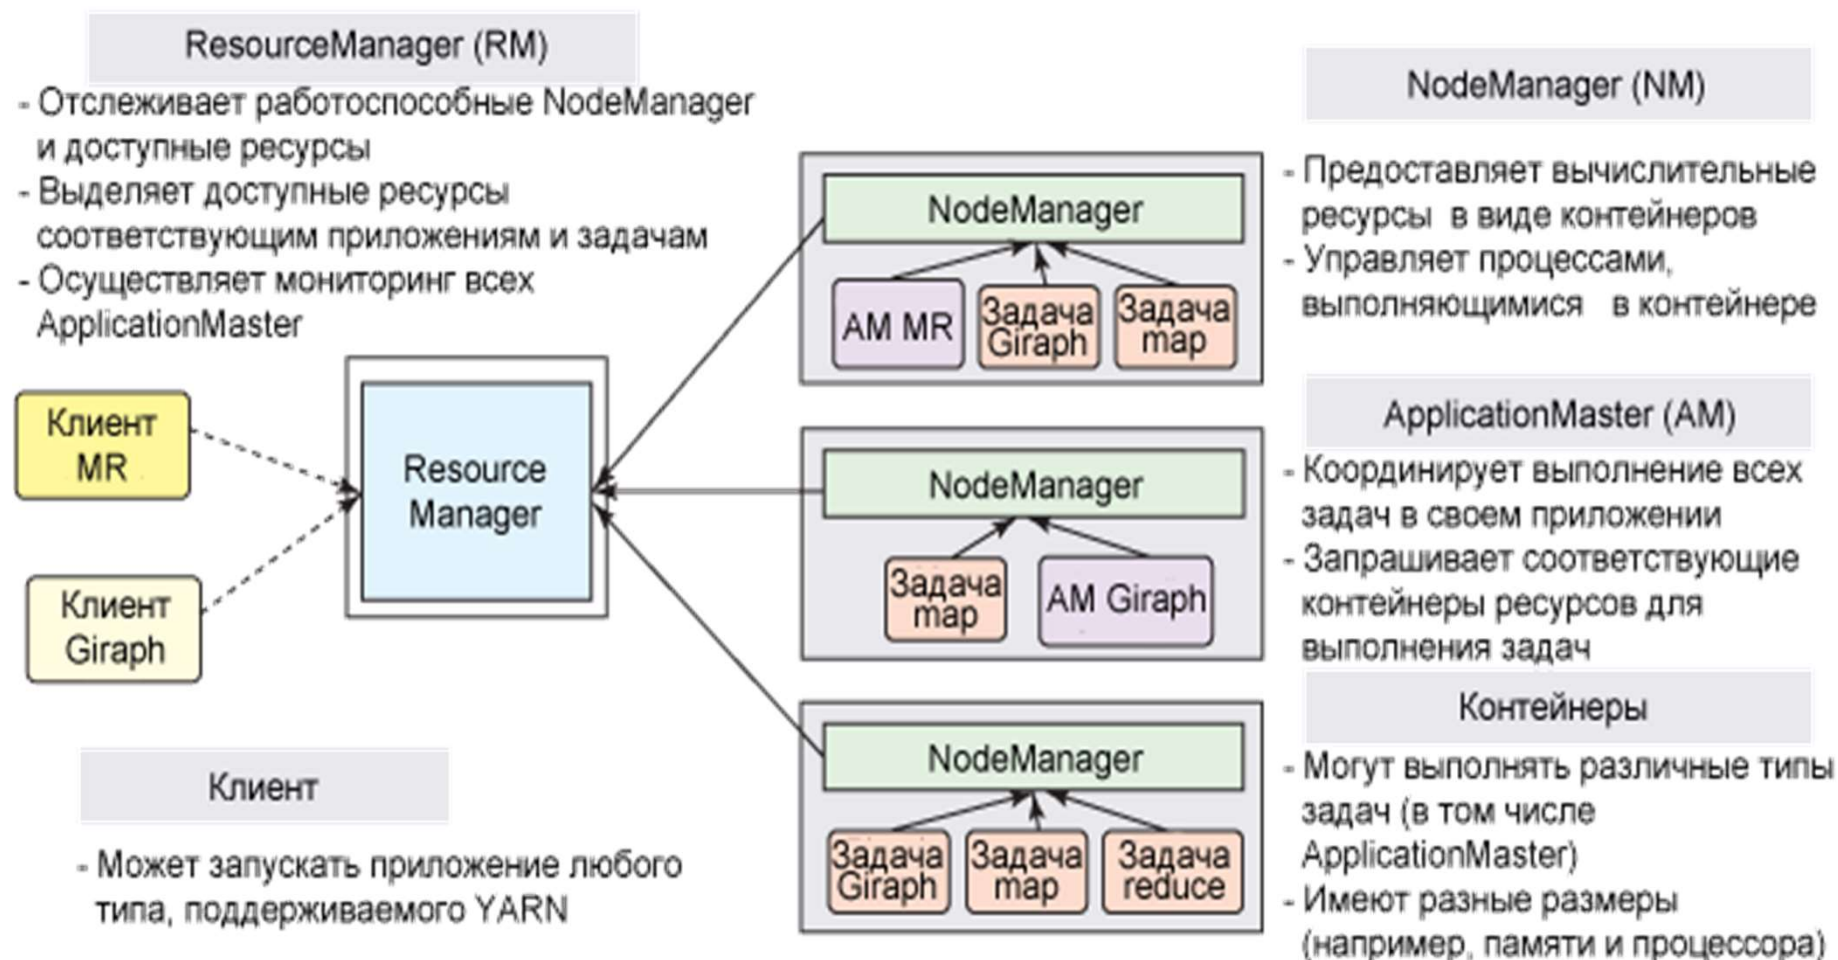 ResourceManager (RM)
- Отслеживает работоспособные NodeManager
и доступные ресурсы
- Выделяет доступные ресурсы
соответствующим приложениям и задачам
- Осуществляет мониторинг всех
ApplicationMaster
Клиент
MR
Клиент
Giraph
Resource
Manager
Клиент
- Может запускать приложение любого
типа, поддерживаемого YARN
NodeManager
AM MR
Задача
Giraph
Задача
map
NodeManager
Задача
map
AM Giraph
NodeManager
Задача
Giraph
Задача
map
Задача
reduce
NodeManager (NM)
- Предоставляет вычислительные
ресурсы в виде контейнеров
- Управляет процессами,
выполняющимися в контейнере
ApplicationMaster (AM)
- Координирует выполнение всех
задач в своем приложении
- Запрашивает соответствующие
контейнеры ресурсов для
выполнения задач
Контейнеры
- Могут выполнять различные типы
задач (в том числе
ApplicationMaster)
- Имеют разные размеры
(например, памяти и процессора)